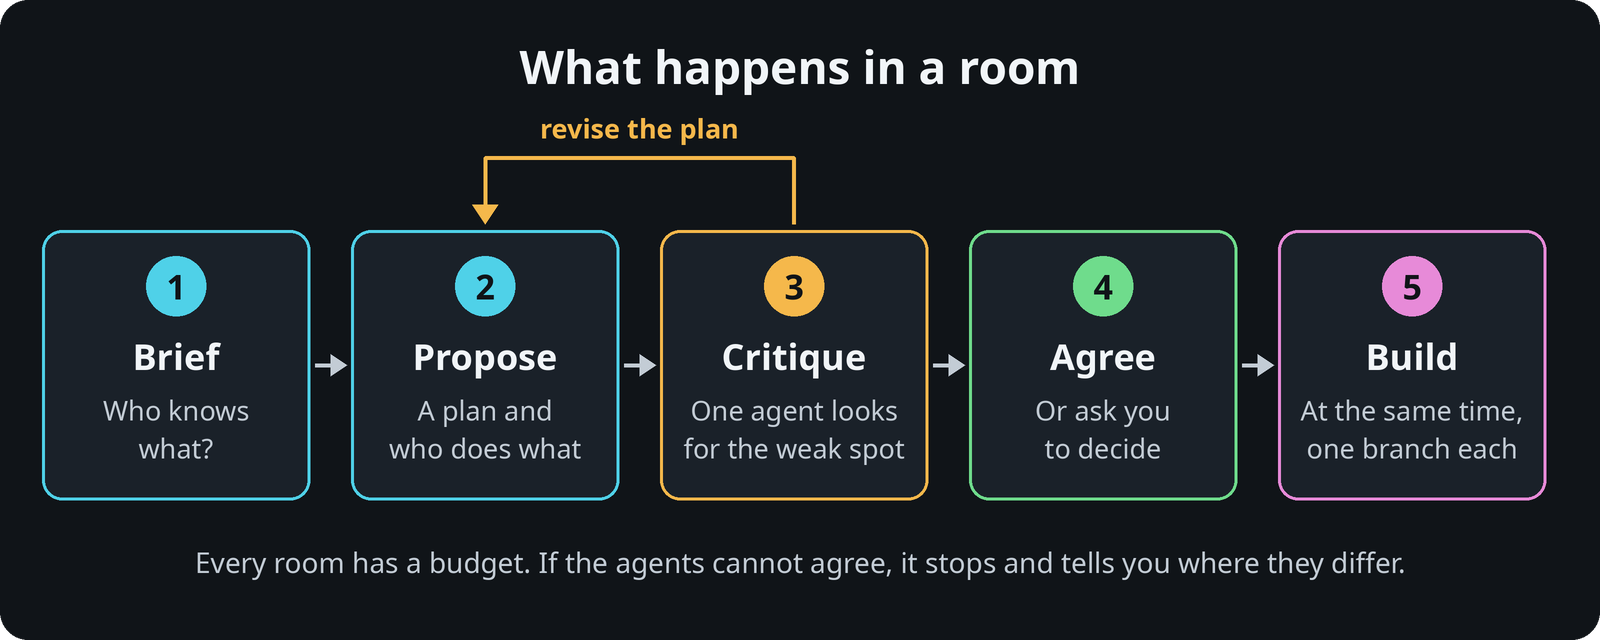 What happens in a room
revise the plan
1
Brief
Who knows
what?
2
Propose
A plan and
who does what
3
Critique
One agent looks
for the weak spot
4
Agree
Or ask you
to decide
5
Build
At the same time,
one branch each
Every room has a budget. If the agents cannot agree, it stops and tells you where they differ.